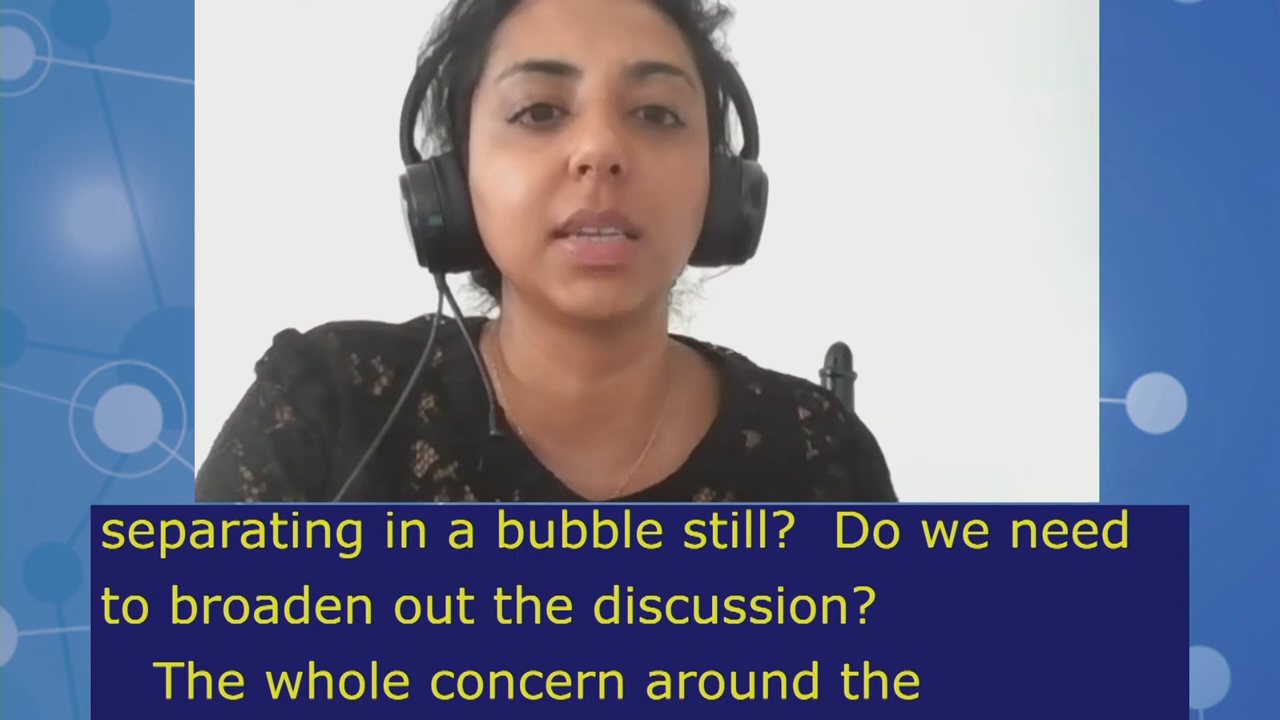 separating in a bubble still?  Do we need
to broaden out the discussion?
The whole concern around the